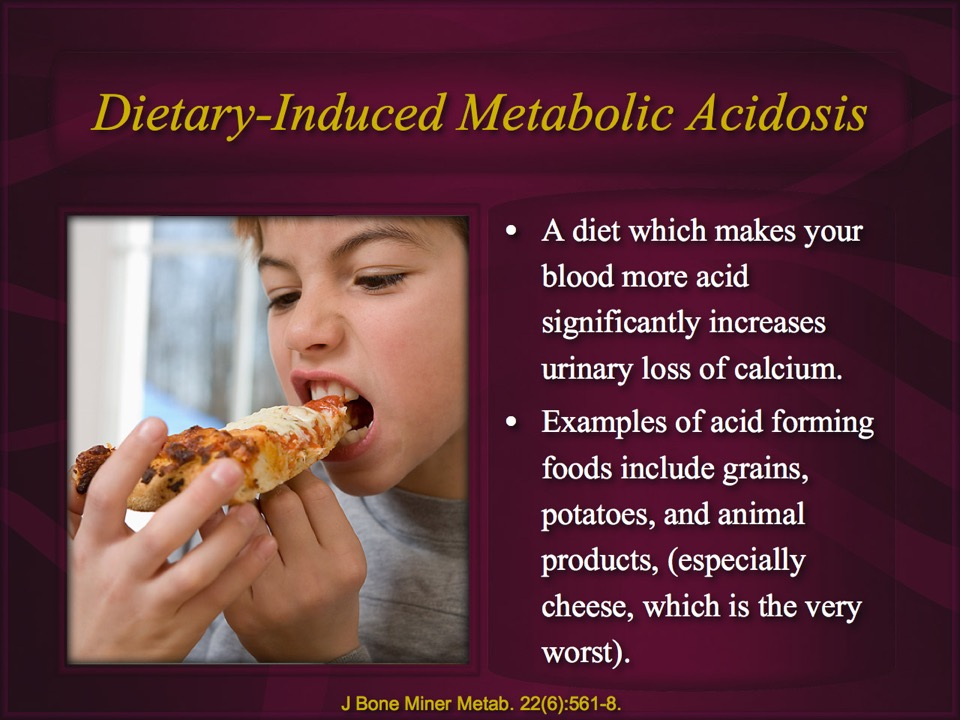 Dietary-Induced Metabolic Acidosis
• A diet which makes your
blood more acid
significantly increases
urinary loss of calcium.
• Examples of acid forming
foods include grains,
potatoes, and animal
products, (especially
cheese, which is the very
worst).
J Bone Miner Metab. 22(6):561-8.